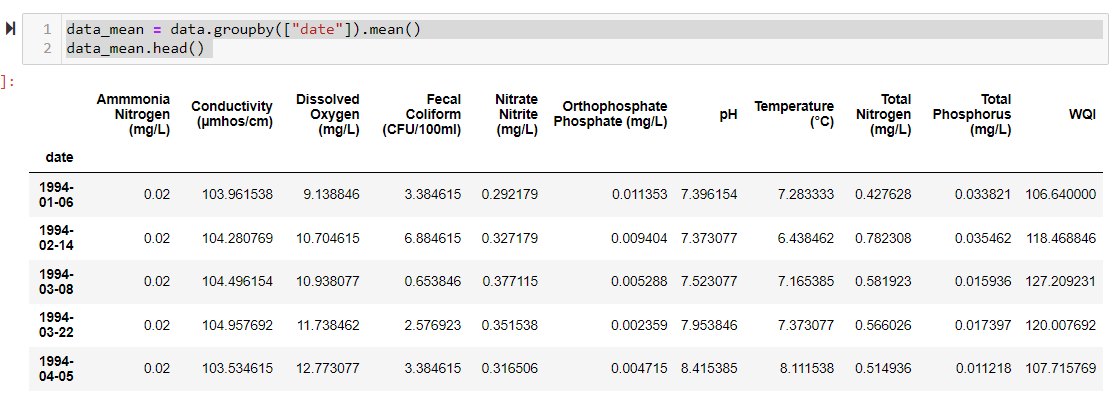 1 data_mean = data.groupby(["date"]).mean()
2 data_mean.head()
]:
Ammmonia Nitrogen (mg/L) Conductivity (µmhos/cm) Dissolved Oxygen (mg/L) Fecal Coliform (CFU/100ml) Nitrate Nitrite (mg/L) Orthophosphate Phosphate (mg/L) pH Temperature (°C) Total Nitrogen (mg/L) Total Phosphorus (mg/L) WQI
date
1994-01-06 0.02 103.961538 9.138846 3.384615 0.292179 0.011353 7.396154 7.283333 0.427628 0.033821 106.640000
1994-02-14 0.02 104.280769 10.704615 6.884615 0.327179 0.009404 7.373077 6.438462 0.782308 0.035462 118.468846
1994-03-08 0.02 104.496154 10.938077 0.653846 0.377115 0.005288 7.523077 7.165385 0.581923 0.015936 127.209231
1994-03-22 0.02 104.957692 11.738462 2.576923 0.351538 0.002359 7.953846 7.373077 0.566026 0.017397 120.007692
1994-04-05 0.02 103.534615 12.773077 3.384615 0.316506 0.004715 8.415385 8.111538 0.514936 0.011218 107.715769